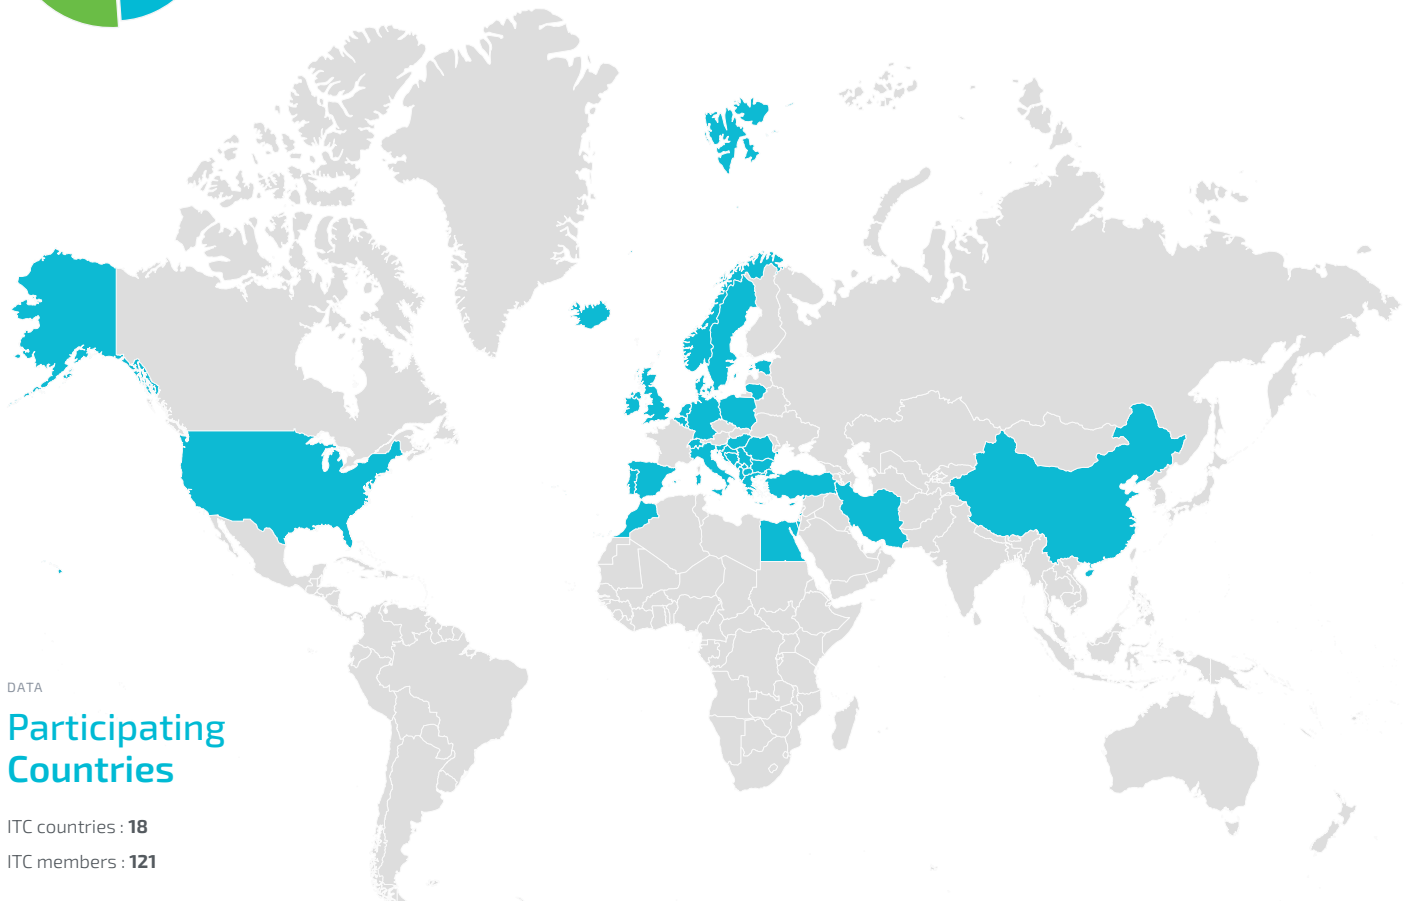 DATA
Participating
Countries
ITC countries : 18
ITC members : 121